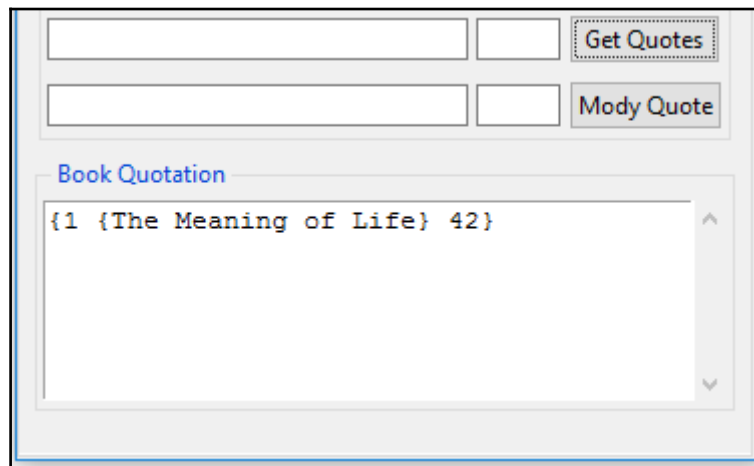 Get Quotes
Mody Quote
Book Quotation
{1 {The Meaning of Life} 42}